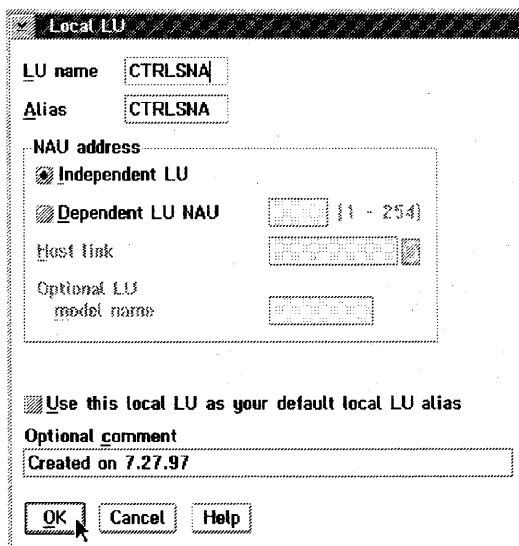 Local LU
LU name CTRLSNA
Alias CTRLSNA
NAU address
Independent LU
Dependent LU NAU (1 - 254)
Host link
Optional LU
model name
Use this local LU as your default local LU alias
Optional comment
Created on 7.27.97
OK Cancel Help